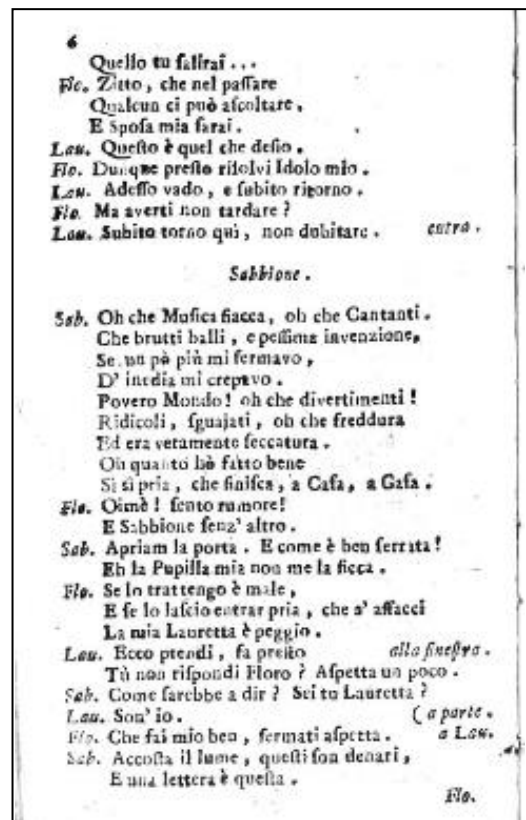 6
Quello tu sallrai...
Flo. Zitto, che nel paſſare
Qualcun ci può aſcoltare,
E Spoſa mia ſarai.
Lau. Queſto è quel che deſio.
Flo. Dunque preſto riſolvi Idolo mio.
Lau. Adeſſo vado, e ſubito ritorno.
Flo. Ma averti non tardare?
Lau. Subito torno quì, non dubitare. entra.
Sabbione.
Sab. Oh che Muſica fiacca, oh che Cantanti.
Che brutti balli, e peſſima invenzione,
Se un pò più mi fermavo,
D' inedia mi crepavo.
Povero Mondo! oh che divertimenti!
Ridicoli, ſguajati, oh che freddura
Ed era veramente ſeccatura.
Oh quanto hò fatto bene
Sì sì pria, che finiſca, a Caſa, a Gaſa.
Flo. Oimè! ſento rumore!
E Sabbione ſenz' altro.
Sab. Apriam la porta. E come è ben ſerrata!
Eh la Pupilla mia non me la ficca.
Flo. Se lo trattengo è male,
E ſe lo laſcio entrar pria, che s' affacci
La mia Lauretta è peggio.
Lau. Ecco prendi, fa preſto alla fineſtra.
Tù non riſpondi Floro? Aſpetta un poco.
Sab. Come ſarebbe a dir? Sei tu Lauretta?
Lau. Son' io. (a parte.
Flo. Che fai mio ben, fermati aſpetta. a Lau.
Sab. Accoſta il lume, queſti ſon denari,
E una lettera è queſta.
Flo.